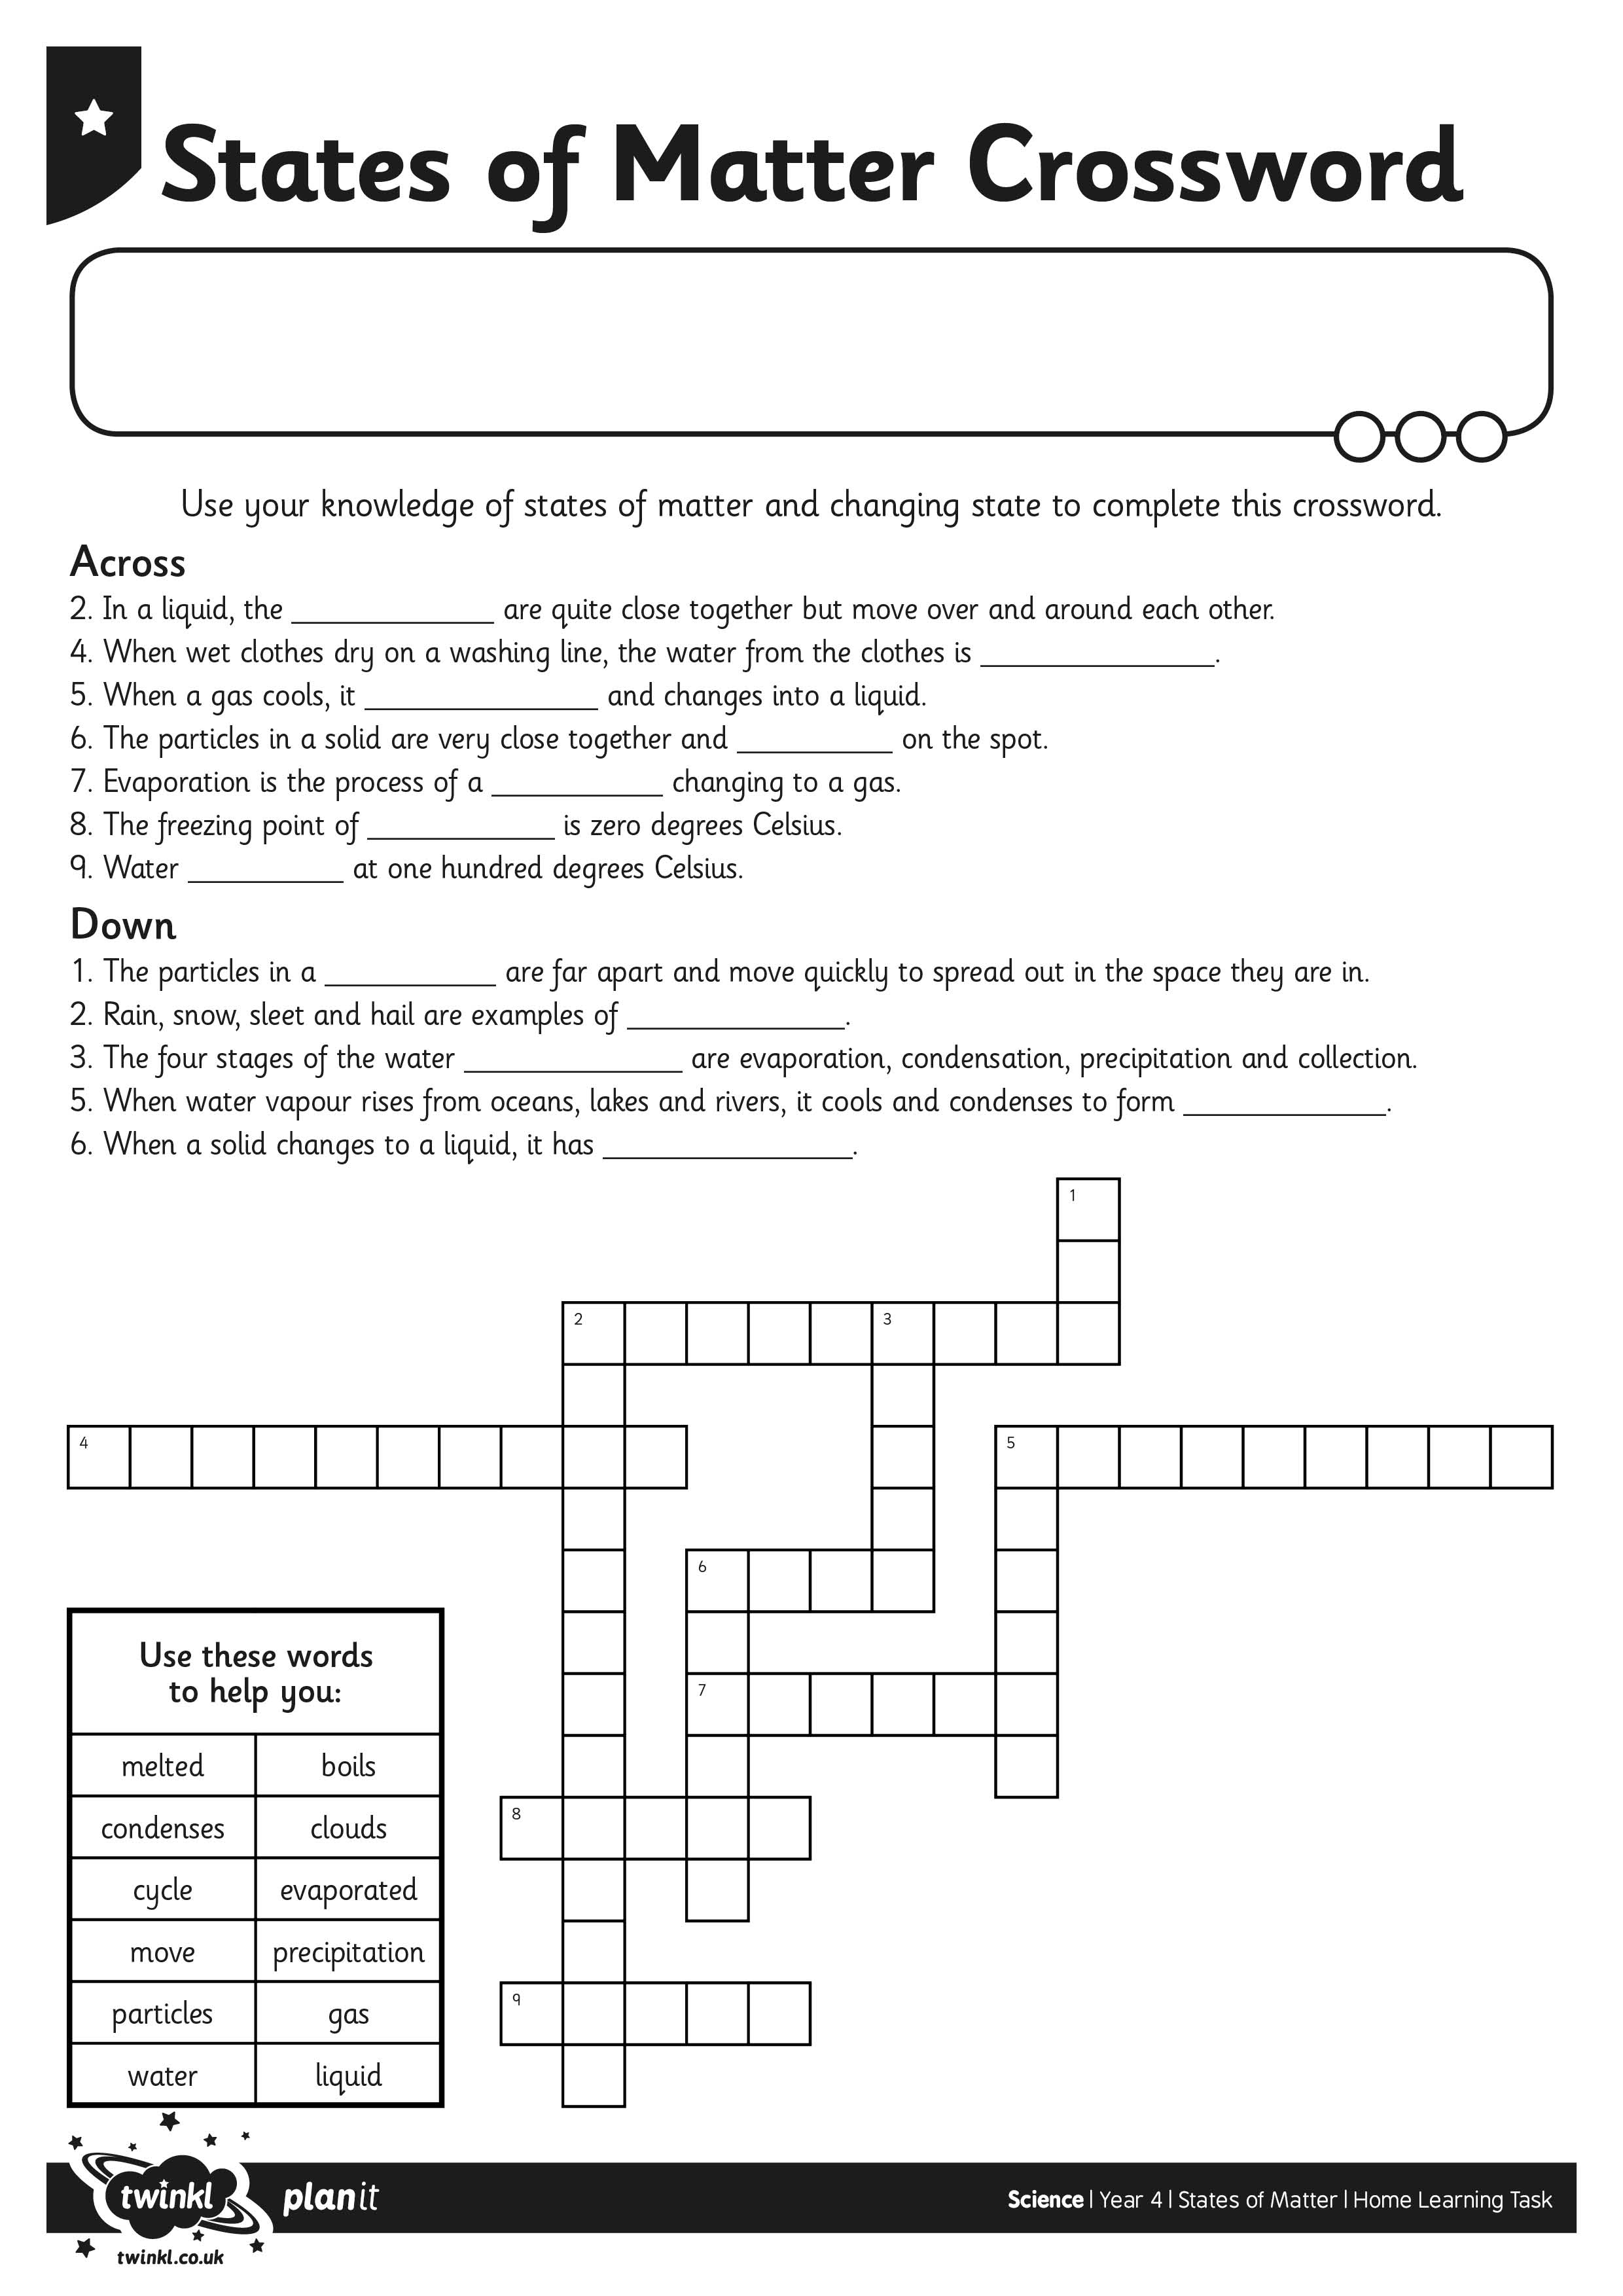 States of Matter Crossword
Use your knowledge of states of matter and changing state to complete this crossword.
Across
2. In a liquid, the _____________ are quite close together but move over and around each other.
4. When wet clothes dry on a washing line, the water from the clothes is _______________.
5. When a gas cools, it _______________ and changes into a liquid.
6. The particles in a solid are very close together and __________ on the spot.
7. Evaporation is the process of a ___________ changing to a gas.
8. The freezing point of ____________ is zero degrees Celsius.
9. Water __________ at one hundred degrees Celsius.
Down
1. The particles in a ___________ are far apart and move quickly to spread out in the space they are in.
2. Rain, snow, sleet and hail are examples of ______________.
3. The four stages of the water ______________ are evaporation, condensation, precipitation and collection.
5. When water vapour rises from oceans, lakes and rivers, it cools and condenses to form _____________.
6. When a solid changes to a liquid, it has ________________.
1
2 3
4 5
6
7
8
9
Use these words
to help you:
melted boils
condenses clouds
cycle evaporated
move precipitation
particles gas
water liquid
twinkl planit
twinkl.co.uk
Science | Year 4 | States of Matter | Home Learning Task